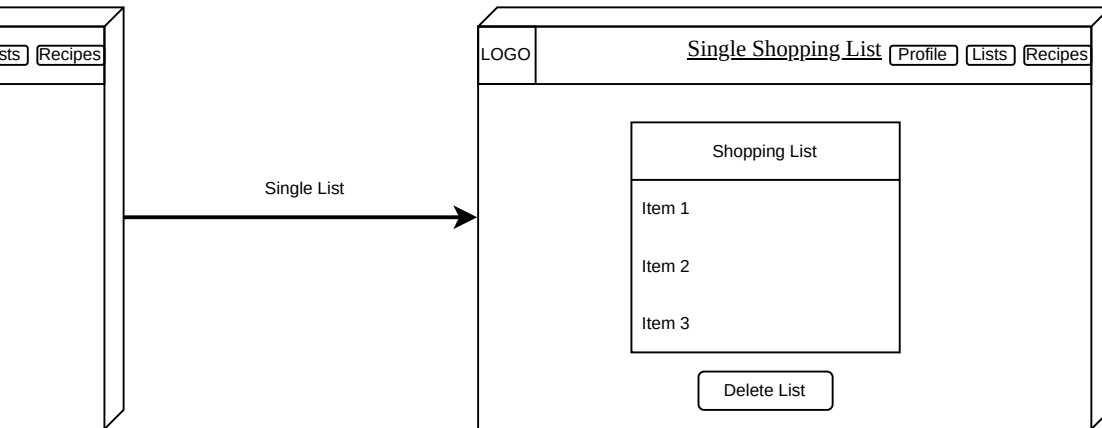 sts
Recipes
Single List
LOGO
Single Shopping List
Profile
Lists
Recipes
Shopping List
Item 1
Item 2
Item 3
Delete List